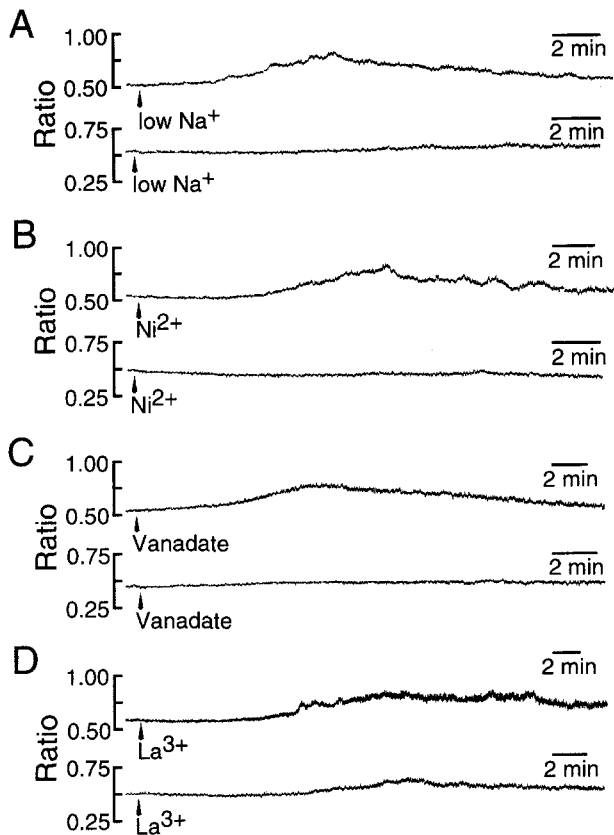 A
1.00
0.50
2 min
low Na+
Ratio
0.75
0.25
2 min
low Na+
B
1.00
0.50
2 min
Ni2+
Ratio
0.75
0.25
2 min
Ni2+
C
1.00
0.50
2 min
Vanadate
Ratio
0.75
0.25
2 min
Vanadate
D
1.00
0.50
2 min
La3+
Ratio
0.75
0.25
2 min
La3+